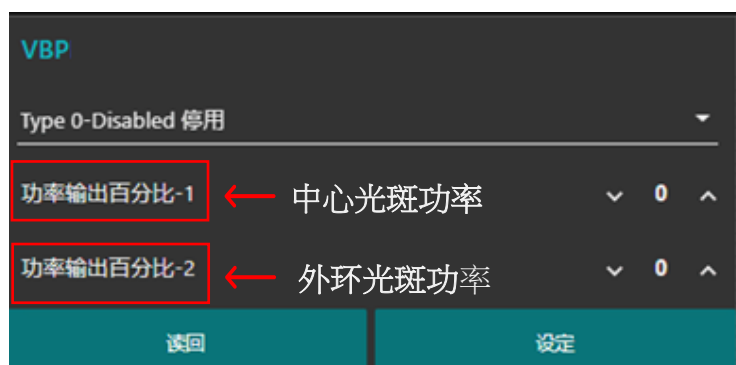 VBP
Type 0-Disabled 停用
功率输出百分比-1 中心光斑功率 0
功率输出百分比-2 外环光斑功率 0
读回 设定